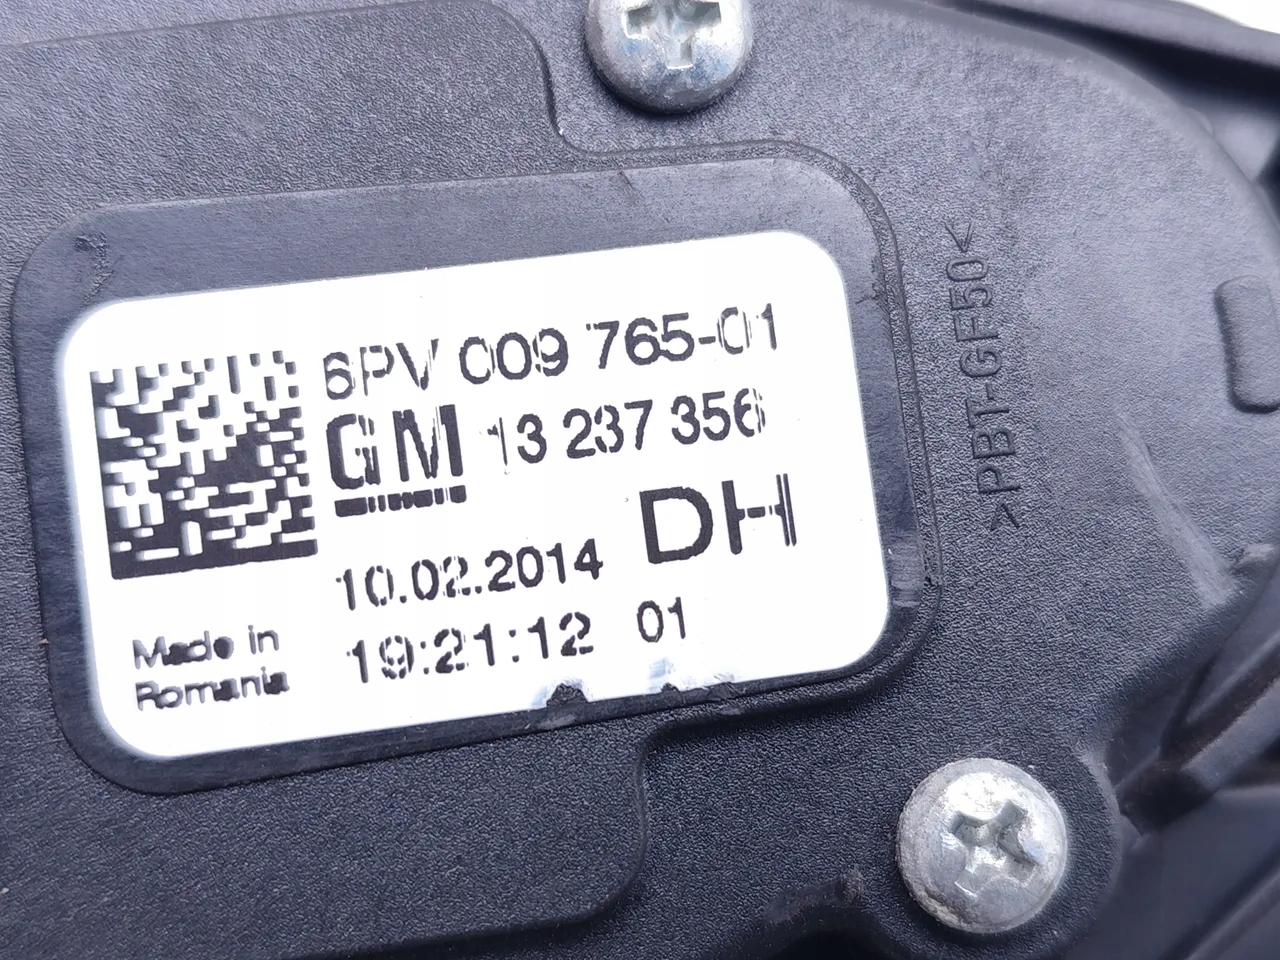 6PV 009 765-01
GM 13 237 356
DH
10.02.2014
19:21:12 01
Made in
Romania
>PBT-GF50<